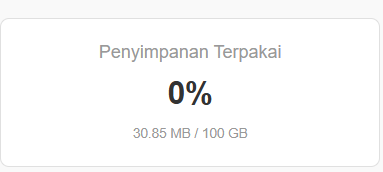 Penyimpanan Terpakai
0%
30.85 MB / 100 GB